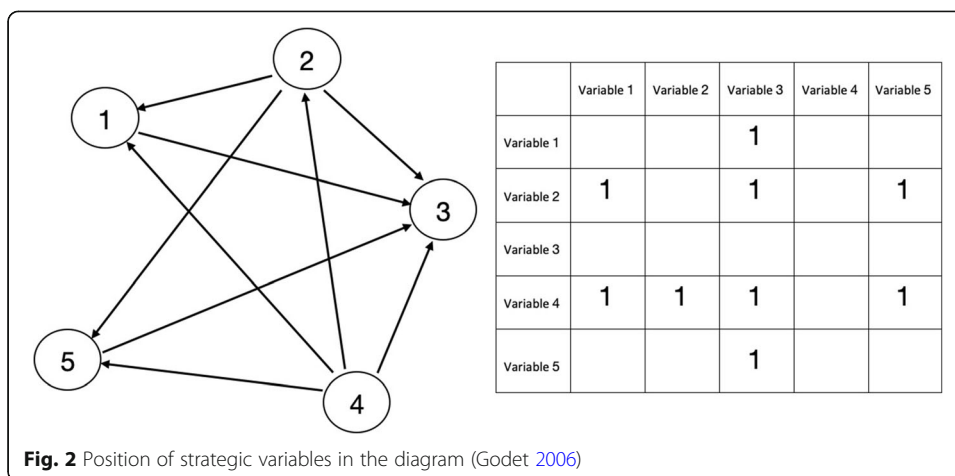 2
1
3
5
4
Variable 1 Variable 2 Variable 3 Variable 4 Variable 5
Variable 1 1
Variable 2 1 1 1
Variable 3
Variable 4 1 1 1 1
Variable 5 1
Fig. 2 Position of strategic variables in the diagram (Godet 2006)